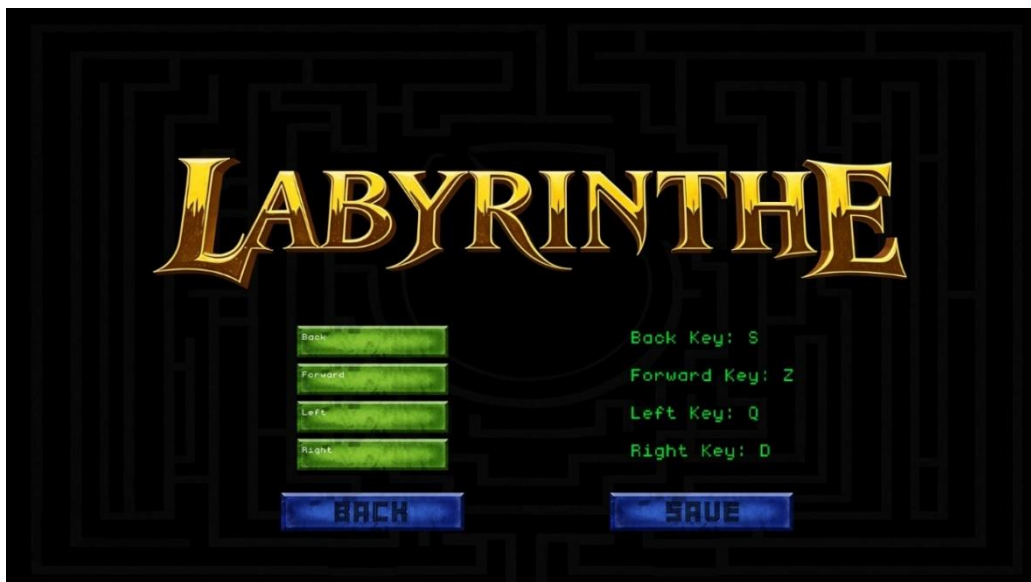 LABYRINTHE
Back
Back Key: S
Forward
Forward Key: Z
Left
Left Key: Q
Right
Right Key: D
BACK
SAVE